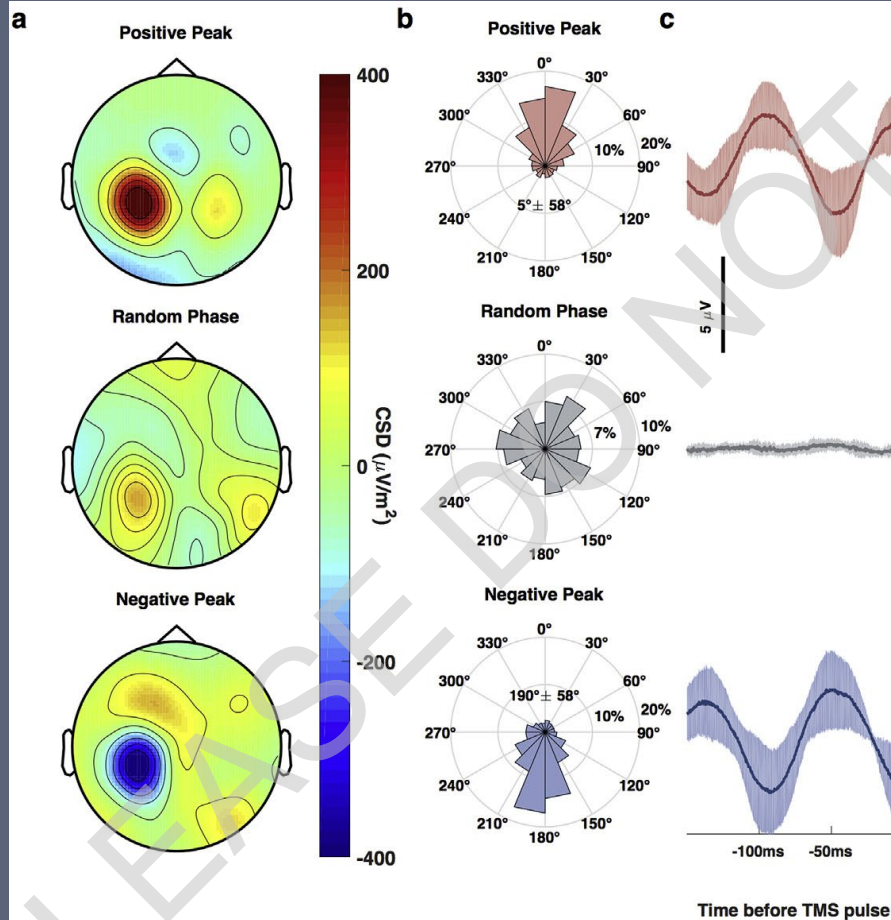 a
Positive Peak
Random Phase
Negative Peak
400
200
0
-200
-400
CSD (μV/m²)
b
Positive Peak
0°
330° 30°
300° 60°
10% 20%
270° 90°
240° 120°
5°± 58°
210° 150°
180°
Random Phase
0°
330° 30°
300° 60°
7% 10%
270° 90°
240° 120°
210° 150°
180°
Negative Peak
0°
330° 30°
190°± 58°
300° 60°
10% 20%
270° 90°
240° 120°
210° 150°
180°
c
5 μV
-100ms -50ms
Time before TMS pulse
LEASE DO NOT